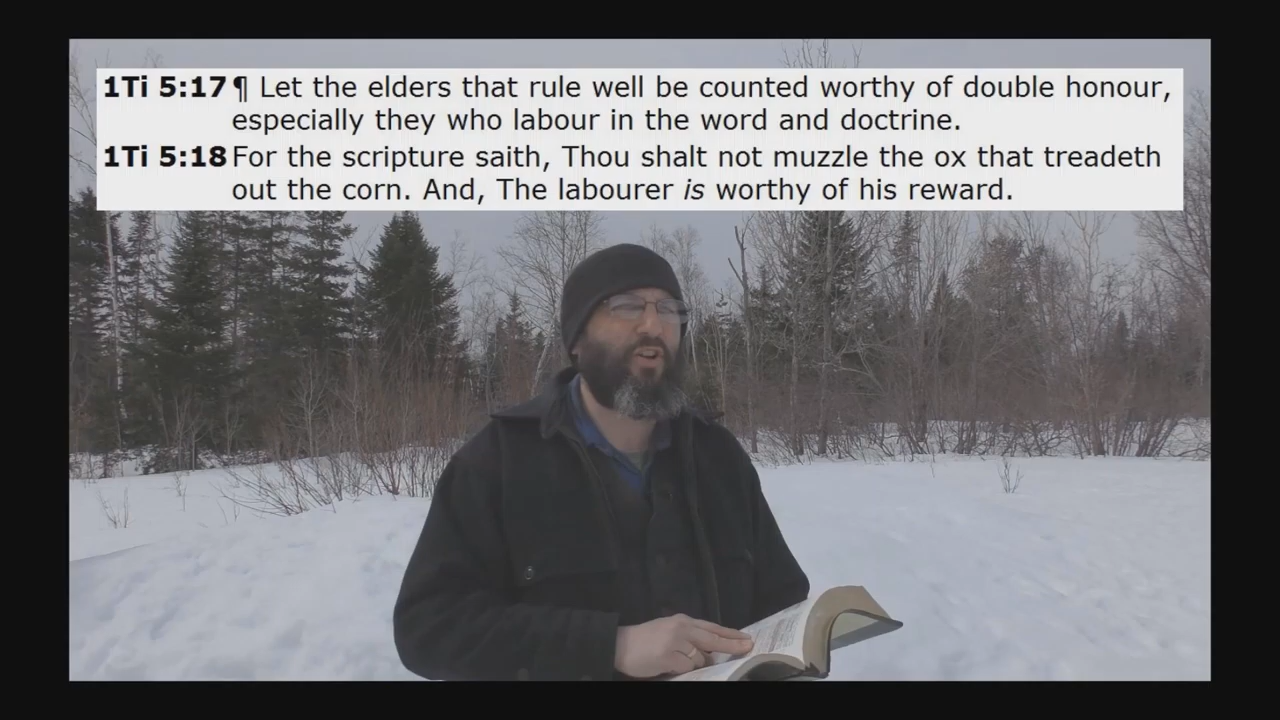 1Ti 5:17 ¶ Let the elders that rule well be counted worthy of double honour,
especially they who labour in the word and doctrine.
1Ti 5:18 For the scripture saith, Thou shalt not muzzle the ox that treadeth
out the corn. And, The labourer is worthy of his reward.